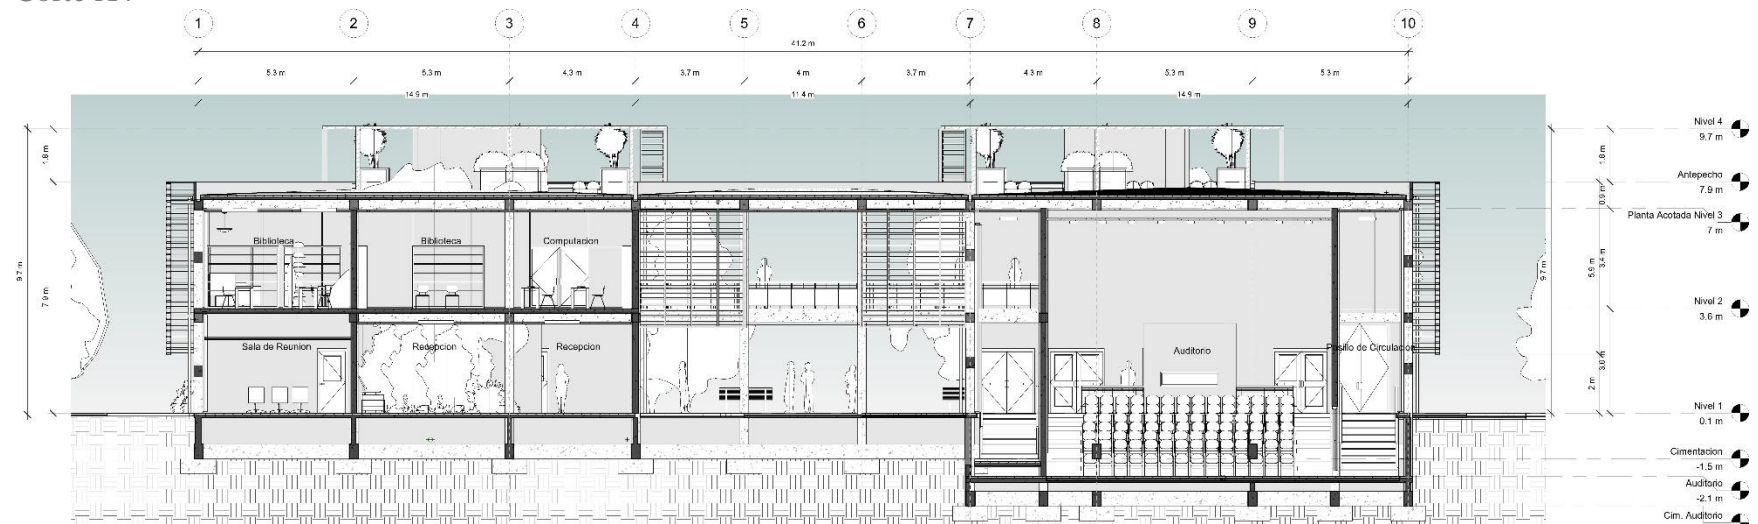 1 2 3 4 5 6 7 8 9 10
41.2 m
5.3 m 5.3 m 4.3 m 3.7 m 4 m 3.7 m 4.3 m 5.3 m 5.3 m
14.9 m 11.4 m 14.9 m
Nivel 4
9.7 m
1.8 m 1.8 m
Antepecho
7.9 m
0.9 m
Planta Acotada Nivel 3
7 m
Biblioteca Biblioteca Computacion
9.7 m 7.9 m 9.7 m 5.9 m 3.4 m
Nivel 2
3.6 m
Sala de Reunion Recepcion Recepcion Auditorio Pasillo de Circulacion
2 m
Nivel 1
0.1 m
Cimentacion
-1.5 m
Auditorio
-2.1 m
Cim. Auditorio